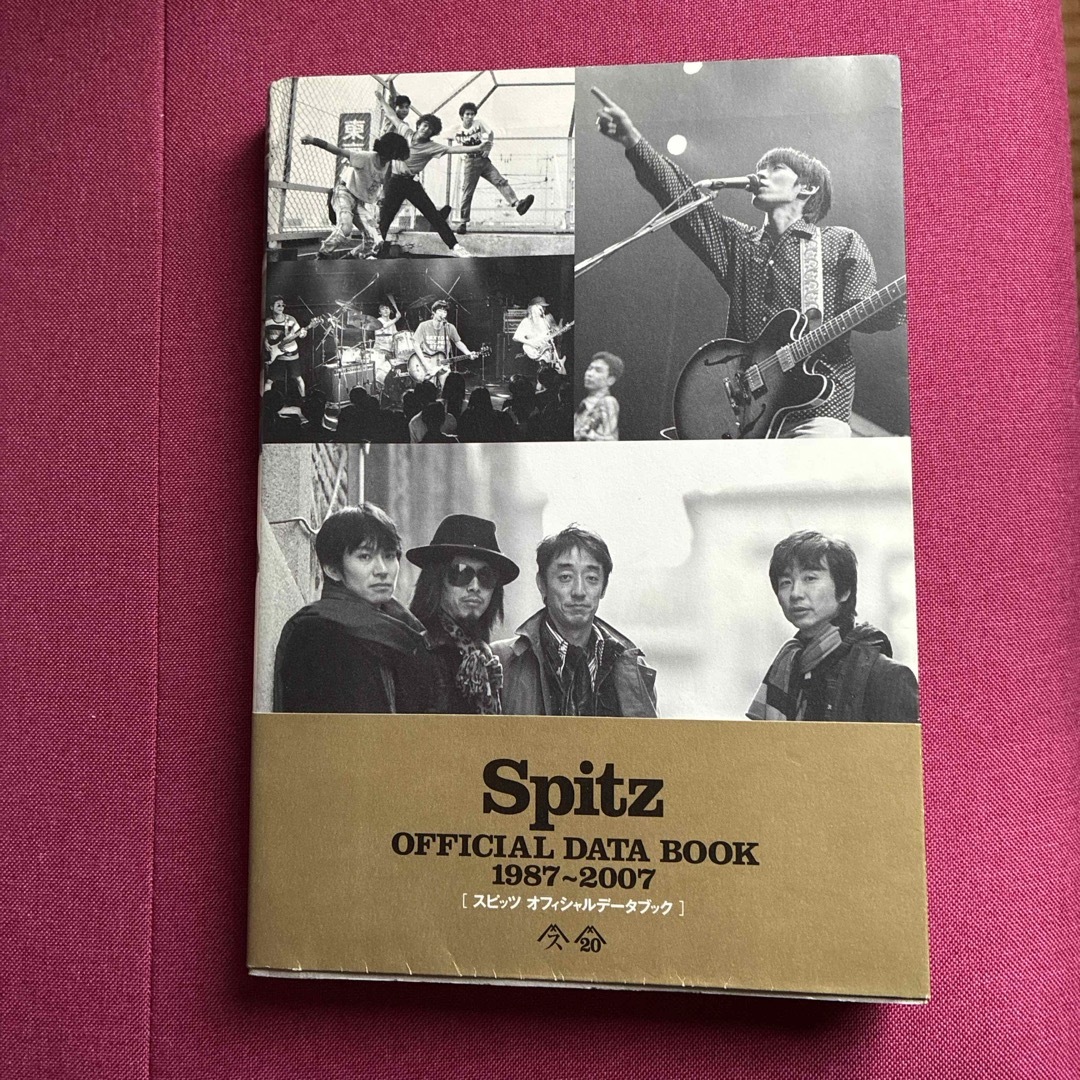 東
Spitz
OFFICIAL DATA BOOK
1987~2007
[ スピッツ オフィシャルデータブック ]
ス 20